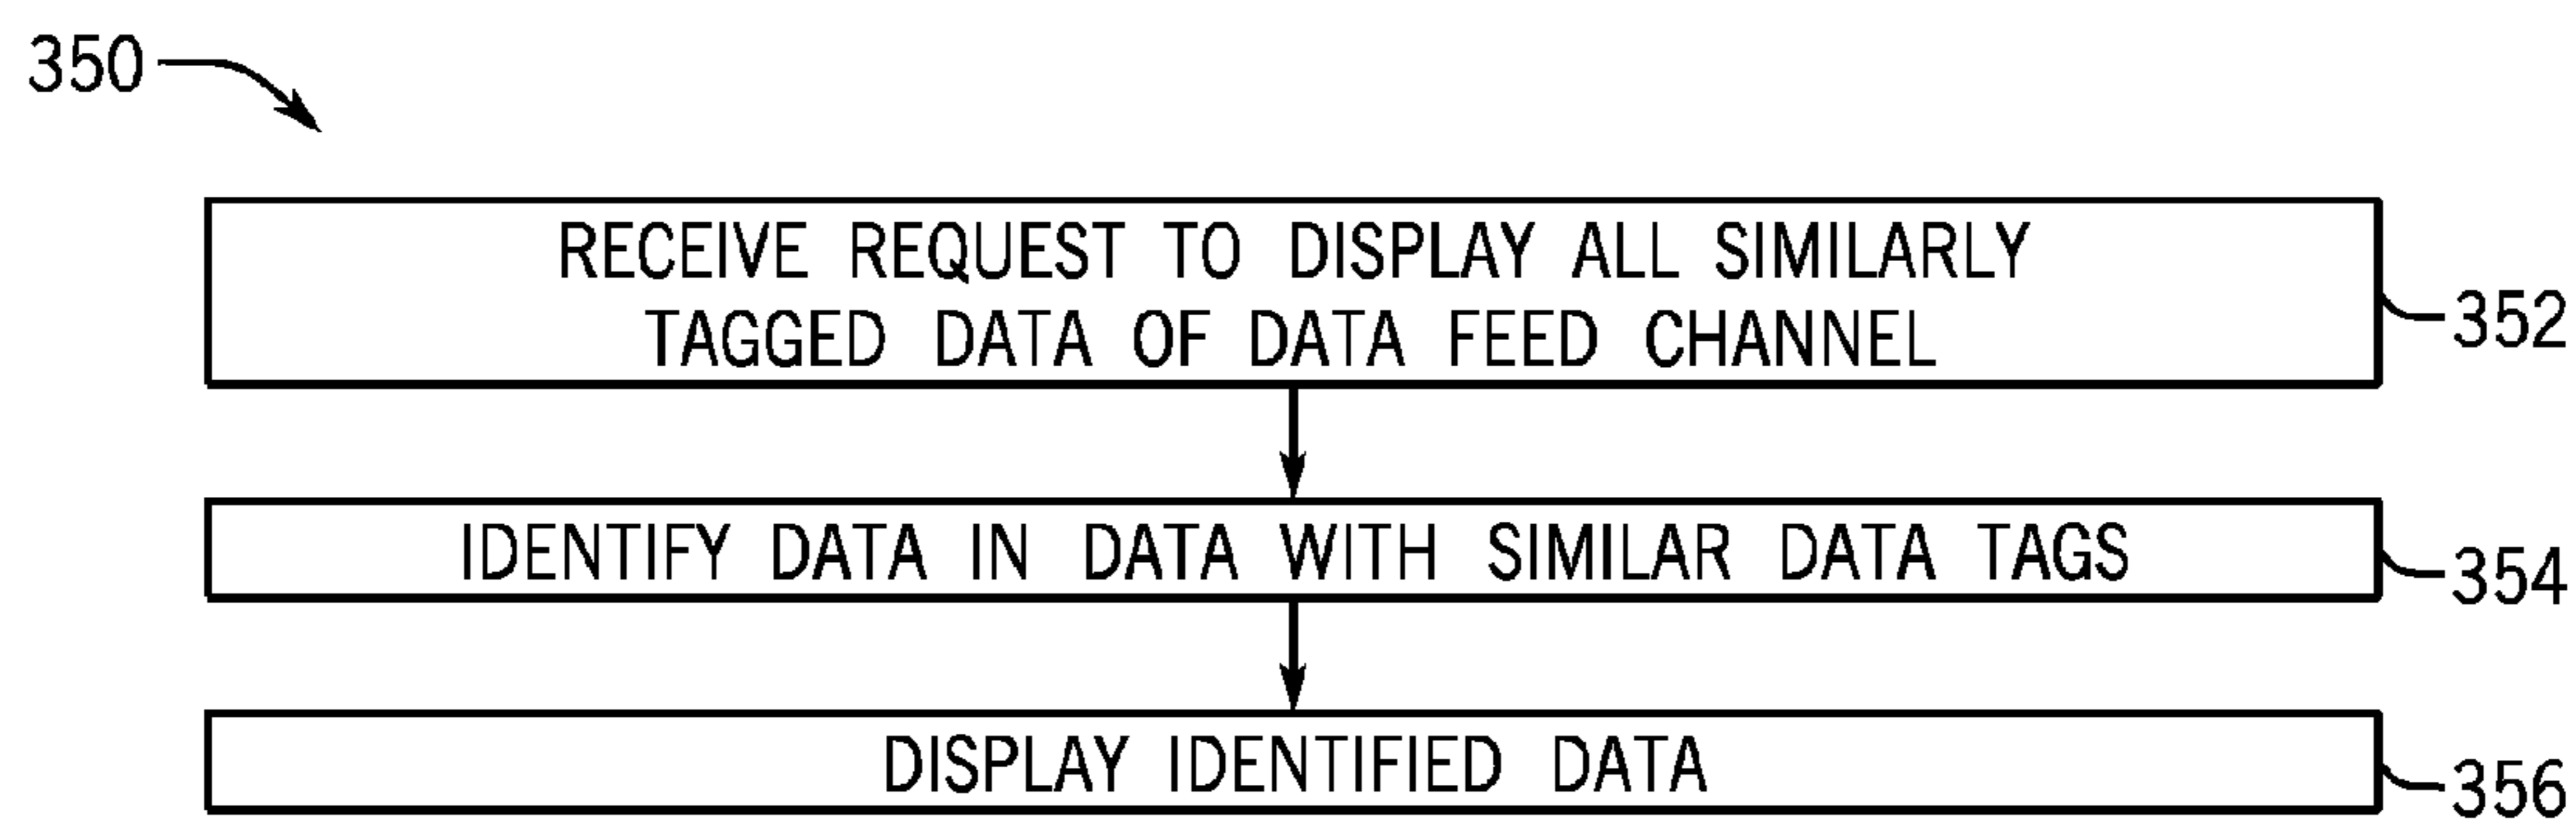 350
RECEIVE REQUEST TO DISPLAY ALL SIMILARLY
TAGGED DATA OF DATA FEED CHANNEL
352
IDENTIFY DATA IN DATA WITH SIMILAR DATA TAGS
354
DISPLAY IDENTIFIED DATA
356